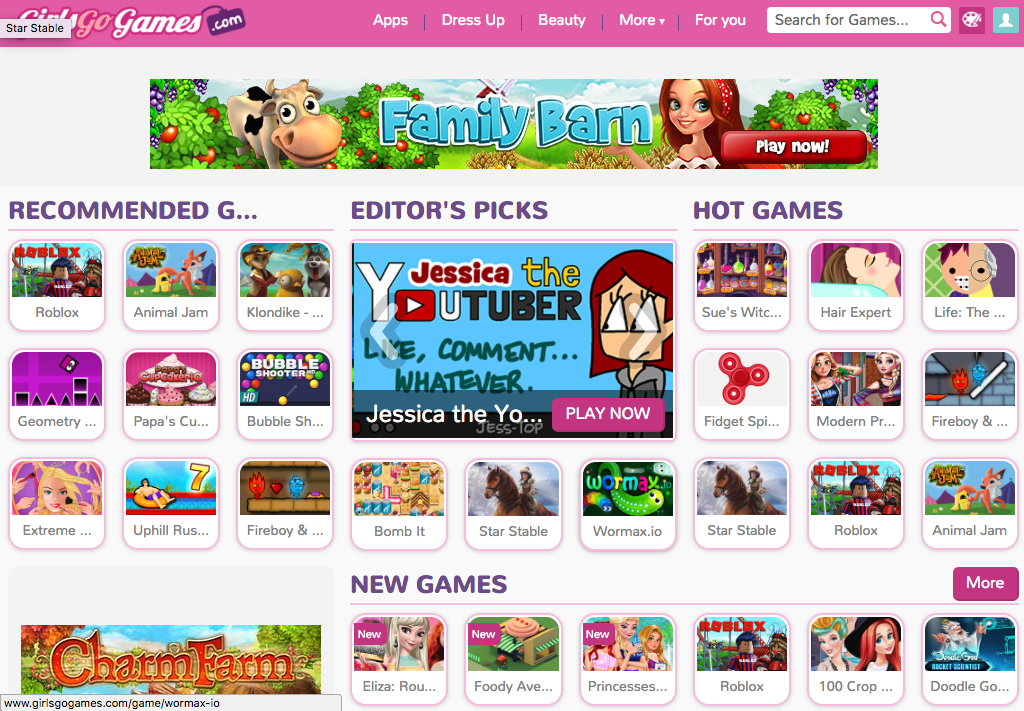 GirlsGoGames.com
Star Stable
Apps
Dress Up
Beauty
More ▾
For you
Search for Games...
Family Barn
Play now!
RECOMMENDED G...
ROBLOX
Roblox
ANIMAL JAM
Animal Jam
Klondike - ...
Geometry ...
Papa's Cupcakeria
Papa's Cu...
BUBBLE SHOOTER HD
HD
Bubble Sh...
Extreme ...
7
Uphill Rus...
Fireboy & ...
EDITOR'S PICKS
Jessica the
YOUTUBER
LIKE, COMMENT...
WHATEVER.
Jessica the Yo...
PLAY NOW
JESS-TOP
Bomb It
Star Stable
wormax.io
Wormax.io
HOT GAMES
Sue's Witc...
Hair Expert
Life: The ...
Fidget Spi...
Modern Pr...
Fireboy & ...
Star Stable
ROBLOX
Roblox
ANIMAL JAM
Animal Jam
CharmFarm
NEW GAMES
More
New
Eliza: Rou...
New
Foody Ave...
New
Princesses...
ROBLOX
Roblox
100 Crop ...
Doodle God
ROCKET SCIENTIST
Doodle Go...
www.girlsgogames.com/game/wormax-io